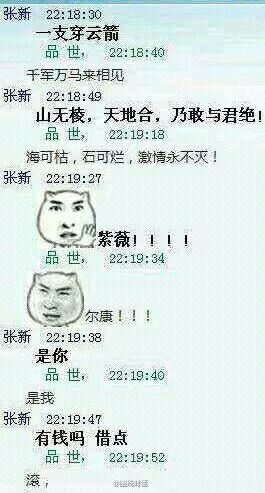 张新 22:18:30
一支穿云箭
品世, 22:18:40
千军万马来相见
张新 22:18:49
山无棱，天地合，乃敢与君绝！
品世, 22:19:18
海可枯，石可烂，激情永不灭！
张新 22:19:27
紫薇！！！！
品世, 22:19:34
尔康！！！
张新 22:19:38
是你
品世, 22:19:40
是我
张新 22:19:47
有钱吗 借点
品世, 22:19:52
滚，